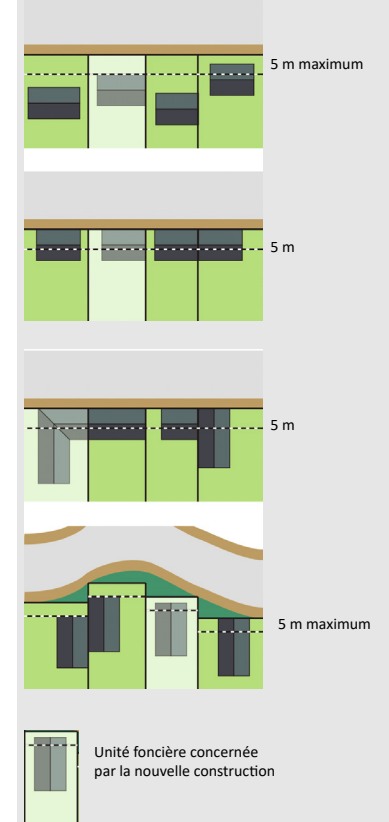 5 m maximum
5 m
5 m
5 m maximum
Unité foncière concernée
par la nouvelle construction